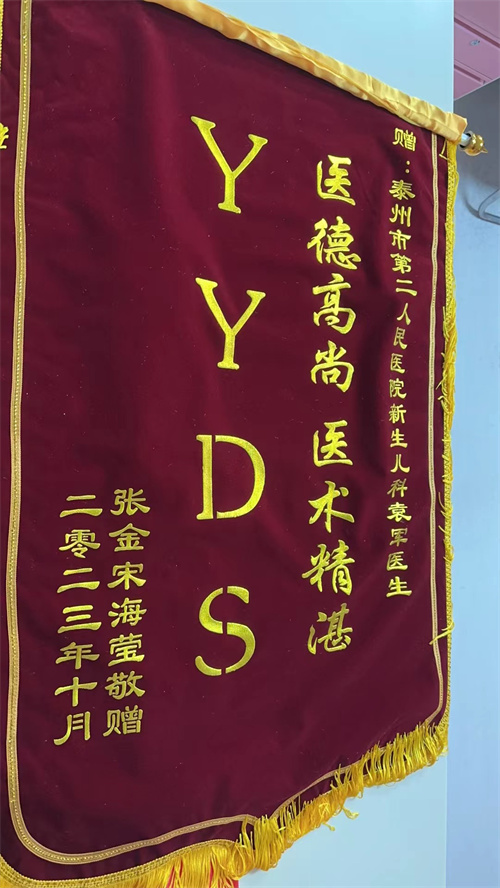 赠：泰州市第二人民医院新生儿科袁军医生
医德高尚 医术精湛
YYDS
张金宋海莹敬赠
二零二三年十月